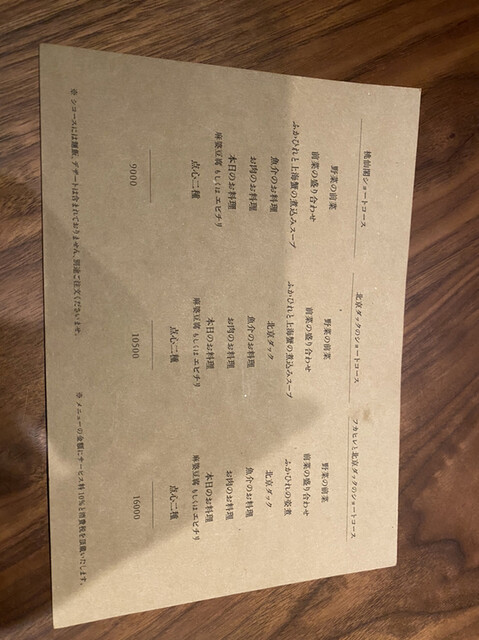 桃仙閣ショートコース
野菜の前菜
前菜の盛り合わせ
ふかひれと上海蟹の煮込みスープ
魚介のお料理
お肉のお料理
本日のお料理
麻婆豆腐 もしくは エビチリ
点心二種
9000
北京ダックのショートコース
野菜の前菜
前菜の盛り合わせ
ふかひれと上海蟹の煮込みスープ
北京ダック
魚介のお料理
お肉のお料理
本日のお料理
麻婆豆腐 もしくは エビチリ
点心二種
10500
フカヒレと北京ダックのショートコース
野菜の前菜
前菜の盛り合わせ
ふかひれの姿煮
北京ダック
魚介のお料理
お肉のお料理
本日のお料理
麻婆豆腐 もしくは エビチリ
点心二種
16000
※ コースには麺飯、デザートは含まれておりません、別途ご注文くださいませ。
※ メニューの金額にサービス料10%と消費税を頂戴いたします。